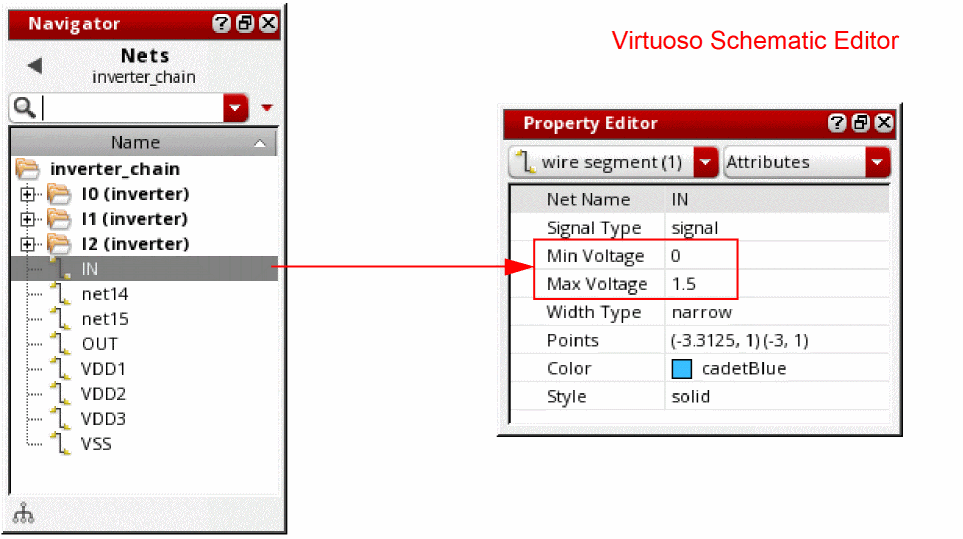 Navigator
Nets
inverter_chain
Name
inverter_chain
I0 (inverter)
I1 (inverter)
I2 (inverter)
IN
net14
net15
OUT
VDD1
VDD2
VDD3
VSS
Virtuoso Schematic Editor
Property Editor
wire segment (1) Attributes
Net Name IN
Signal Type signal
Min Voltage 0
Max Voltage 1.5
Width Type narrow
Points (-3.3125, 1) (-3, 1)
Color cadetBlue
Style solid